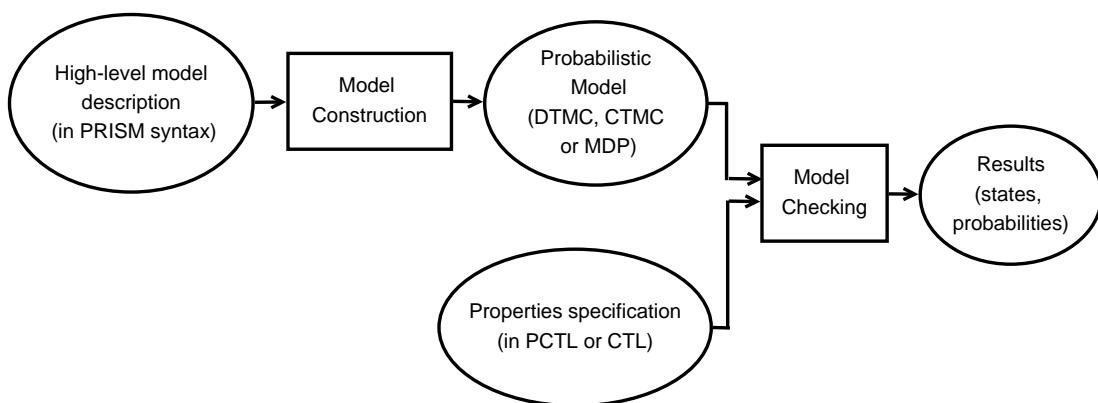 High-level model
description
(in PRISM syntax)
Model
Construction
Probabilistic
Model
(DTMC, CTMC
or MDP)
Model
Checking
Results
(states,
probabilities)
Properties specification
(in PCTL or CTL)